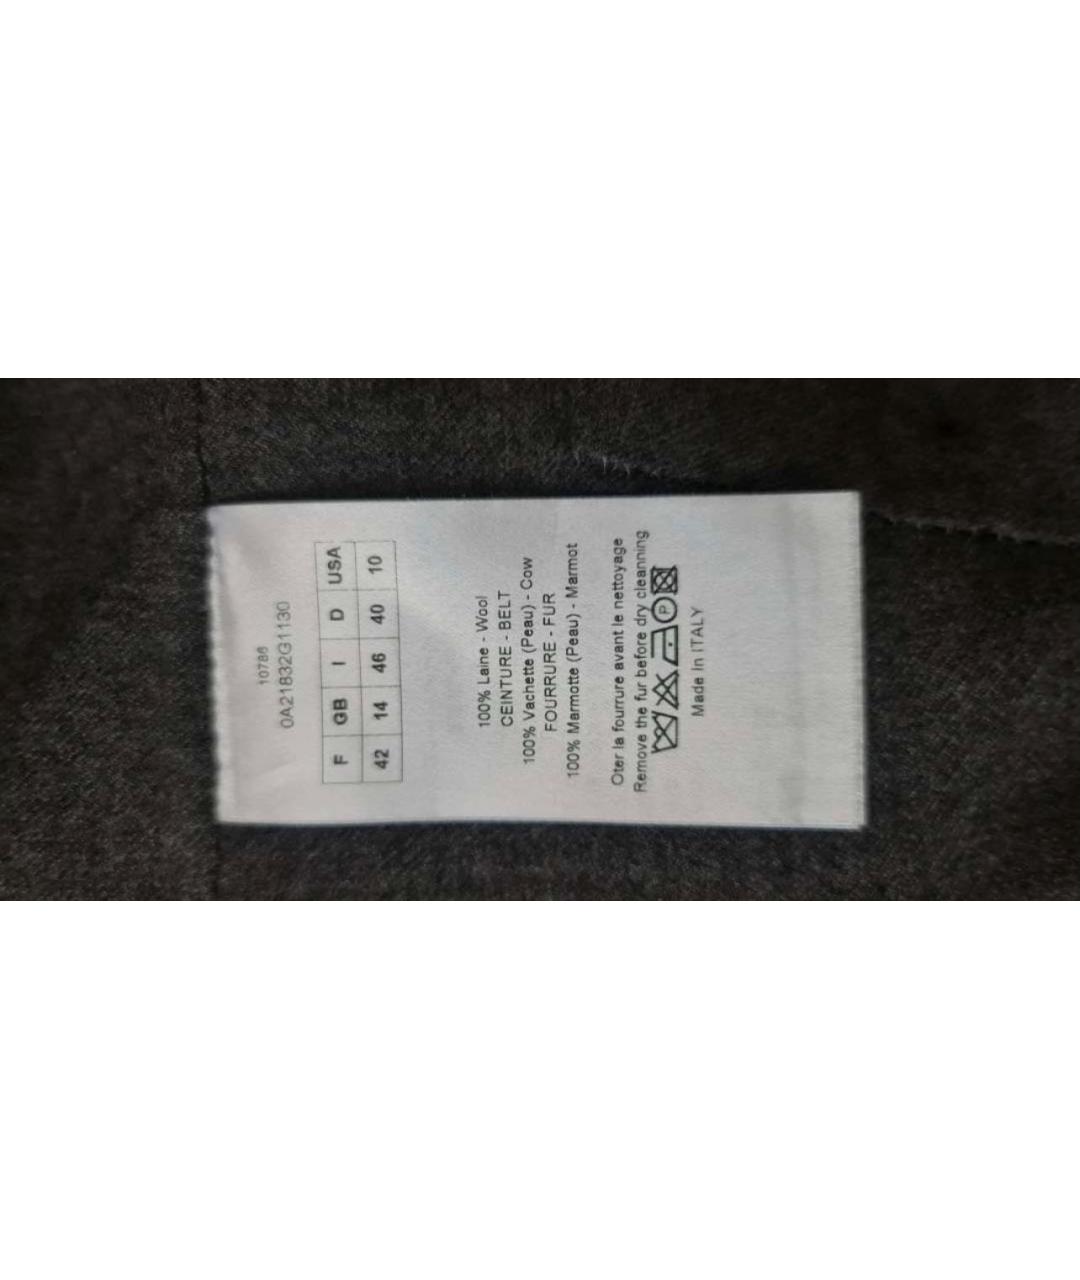 10786
0A21832G1130
F GB I D USA
42 14 46 40 10
100% Laine - Wool
CEINTURE - BELT
100% Vachette (Peau) - Cow
FOURRURE - FUR
100% Marmotte (Peau) - Marmot
Oter la fourrure avant le nettoyage
Remove the fur before dry cleanning
P
Made In ITALY